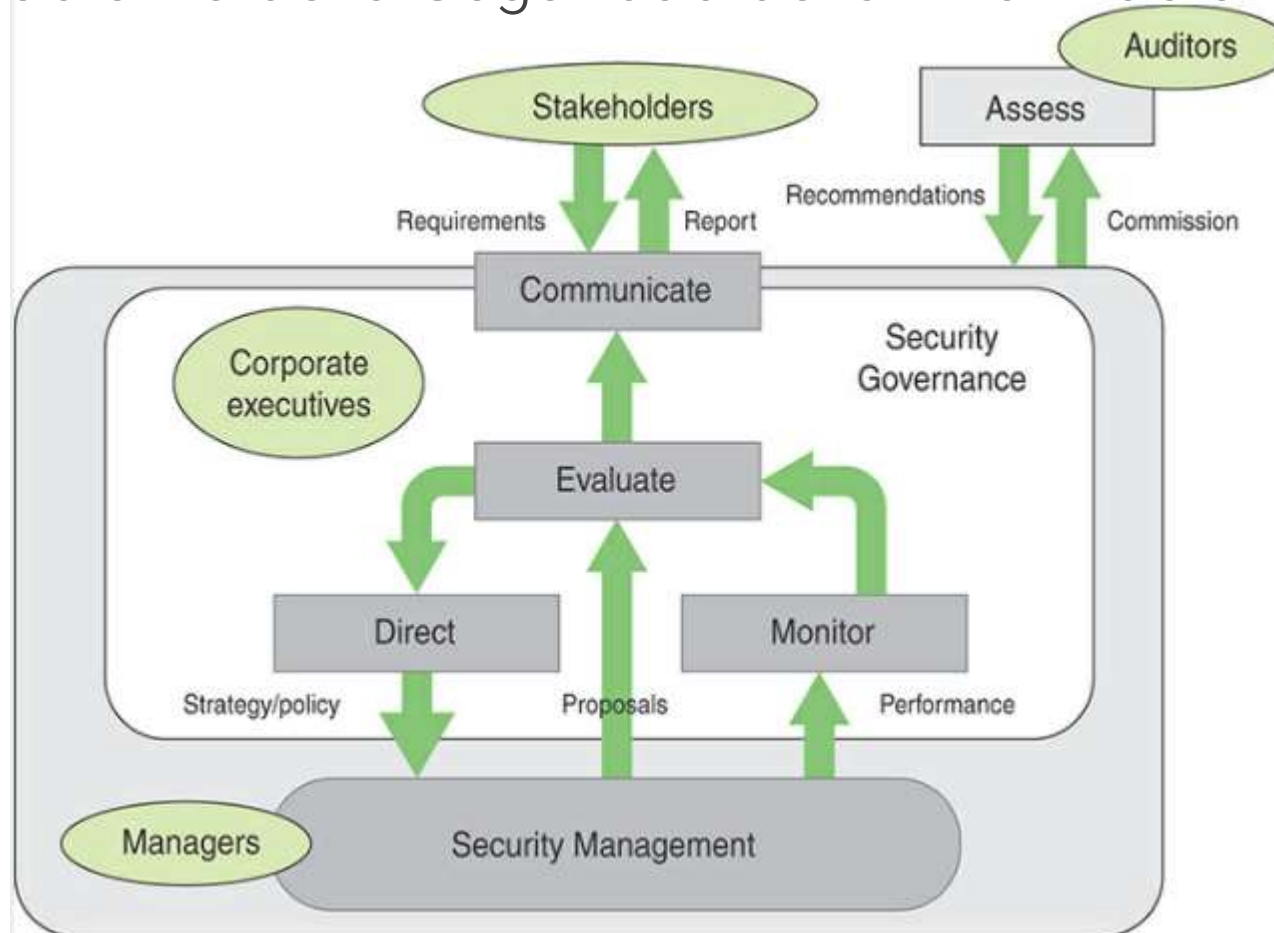 Auditors
Stakeholders
Assess
Recommendations
Requirements
Report
Commission
Communicate
Security
Governance
Corporate
executives
Evaluate
Direct
Monitor
Strategy/policy
Proposals
Performance
Managers
Security Management